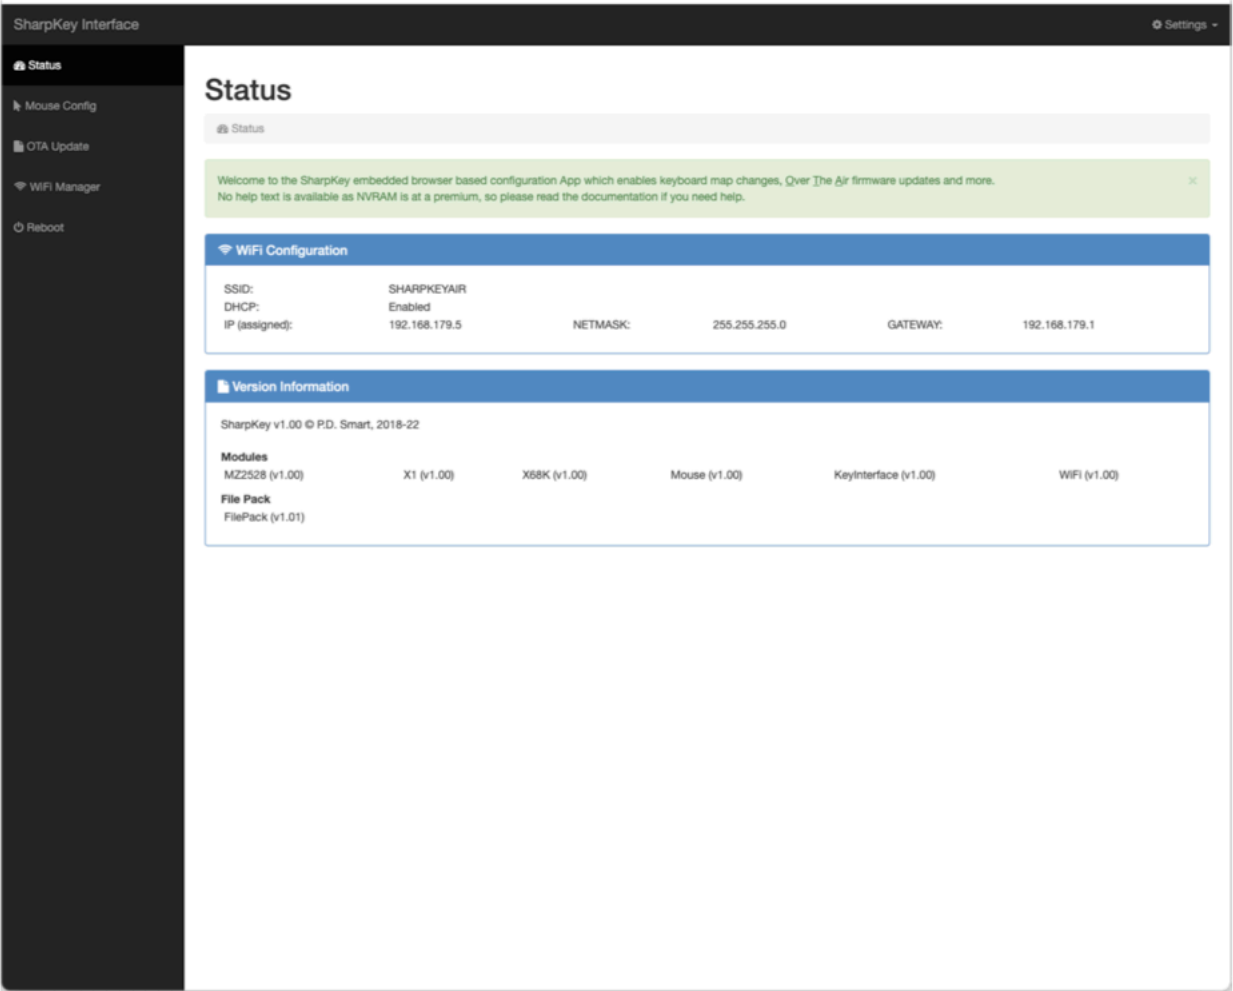 SharpKey Interface
Settings
Status
Mouse Config
OTA Update
WiFi Manager
Reboot
Status
Status
Welcome to the SharpKey embedded browser based configuration App which enables keyboard map changes, Over The Air firmware updates and more.
No help text is available as NVRAM is at a premium, so please read the documentation if you need help.
×
WiFi Configuration
SSID: SHARPKEYAIR
DHCP: Enabled
IP (assigned): 192.168.179.5 NETMASK: 255.255.255.0 GATEWAY: 192.168.179.1
Version Information
SharpKey v1.00 © P.D. Smart, 2018-22
Modules
MZ2528 (v1.00) X1 (v1.00) X68K (v1.00) Mouse (v1.00) KeyInterface (v1.00) WiFi (v1.00)
File Pack
FilePack (v1.01)